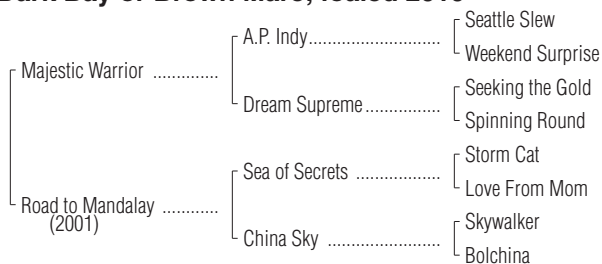 Dark Bay or Brown Mare; foaled
Seattle Slew
A.P. Indy..............................
Weekend Surprise
Majestic Warrior ..............
Seeking the Gold
Dream Supreme.................
Spinning Round
Storm Cat
Sea of Secrets ...................
Love From Mom
Road to Mandalay ............
(2001)
Skywalker
China Sky ..........................
Bolchina